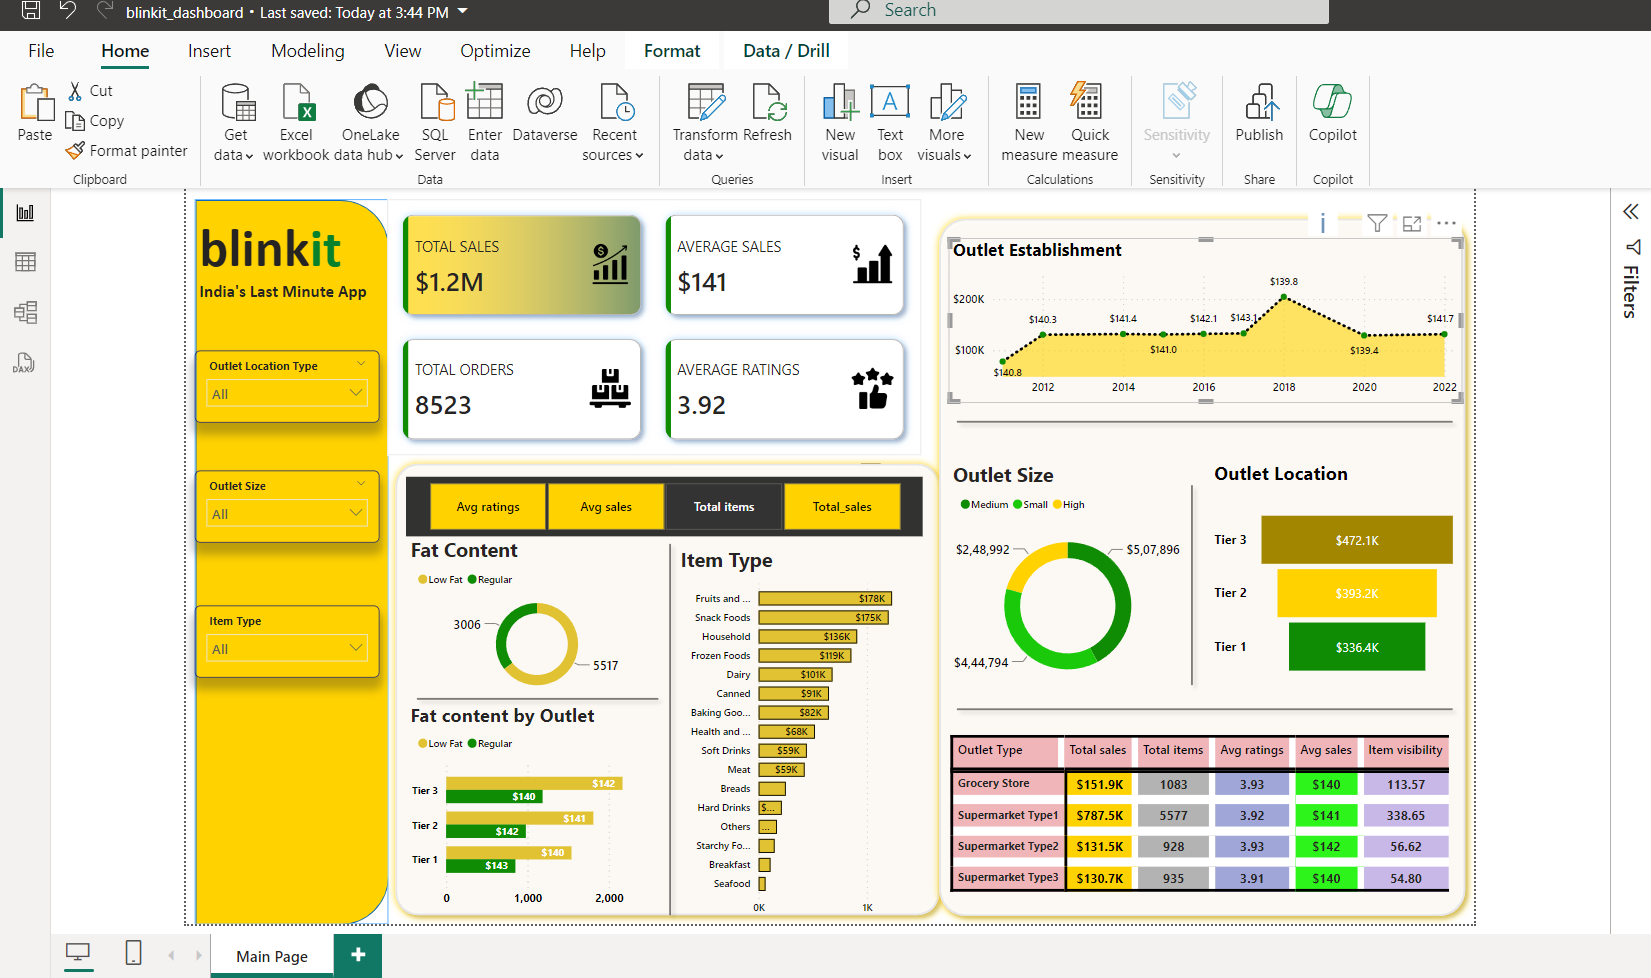 blinkit_dashboard • Last saved: Today at 3:44 PM
Search
File Home Insert Modeling View Optimize Help Format Data / Drill
Paste
Cut
Copy
Format painter
Clipboard
Get data
Excel workbook
OneLake data hub
SQL Server
Enter data
Dataverse
Recent sources
Data
Transform data
Refresh
Queries
New visual
Text box
More visuals
Insert
New measure
Quick measure
Calculations
Sensitivity
Sensitivity
Publish
Share
Copilot
Copilot
DAX
Filters
blinkit
India's Last Minute App
Outlet Location Type
All
Outlet Size
All
Item Type
All
TOTAL SALES
$1.2M
AVERAGE SALES
$141
TOTAL ORDERS
8523
AVERAGE RATINGS
3.92
Avg ratings Avg sales Total items Total_sales
Fat Content
Low Fat Regular
3006
5517
Fat content by Outlet
Low Fat Regular
Tier 3 $142
$140
Tier 2 $141
$142
Tier 1 $140
$143
0 1,000 2,000
Item Type
Fruits and ... $178K
Snack Foods $175K
Household $136K
Frozen Foods $119K
Dairy $101K
Canned $91K
Baking Goo... $82K
Health and ... $68K
Soft Drinks $59K
Meat $59K
Breads
Hard Drinks $...
Others ...
Starchy Fo...
Breakfast
Seafood
0K 1K
Outlet Establishment
$200K
$100K
$140.8
$140.3
$141.4
$141.0
$142.1
$143.1
$139.8
$139.4
$141.7
2012 2014 2016 2018 2020 2022
Outlet Size
Medium Small High
$2,48,992
$5,07,896
$4,44,794
Outlet Location
Tier 3 $472.1K
Tier 2 $393.2K
Tier 1 $336.4K
Outlet Type Total sales Total items Avg ratings Avg sales Item visibility
Grocery Store $151.9K 1083 3.93 $140 113.57
Supermarket Type1 $787.5K 5577 3.92 $141 338.65
Supermarket Type2 $131.5K 928 3.93 $142 56.62
Supermarket Type3 $130.7K 935 3.91 $140 54.80
Main Page